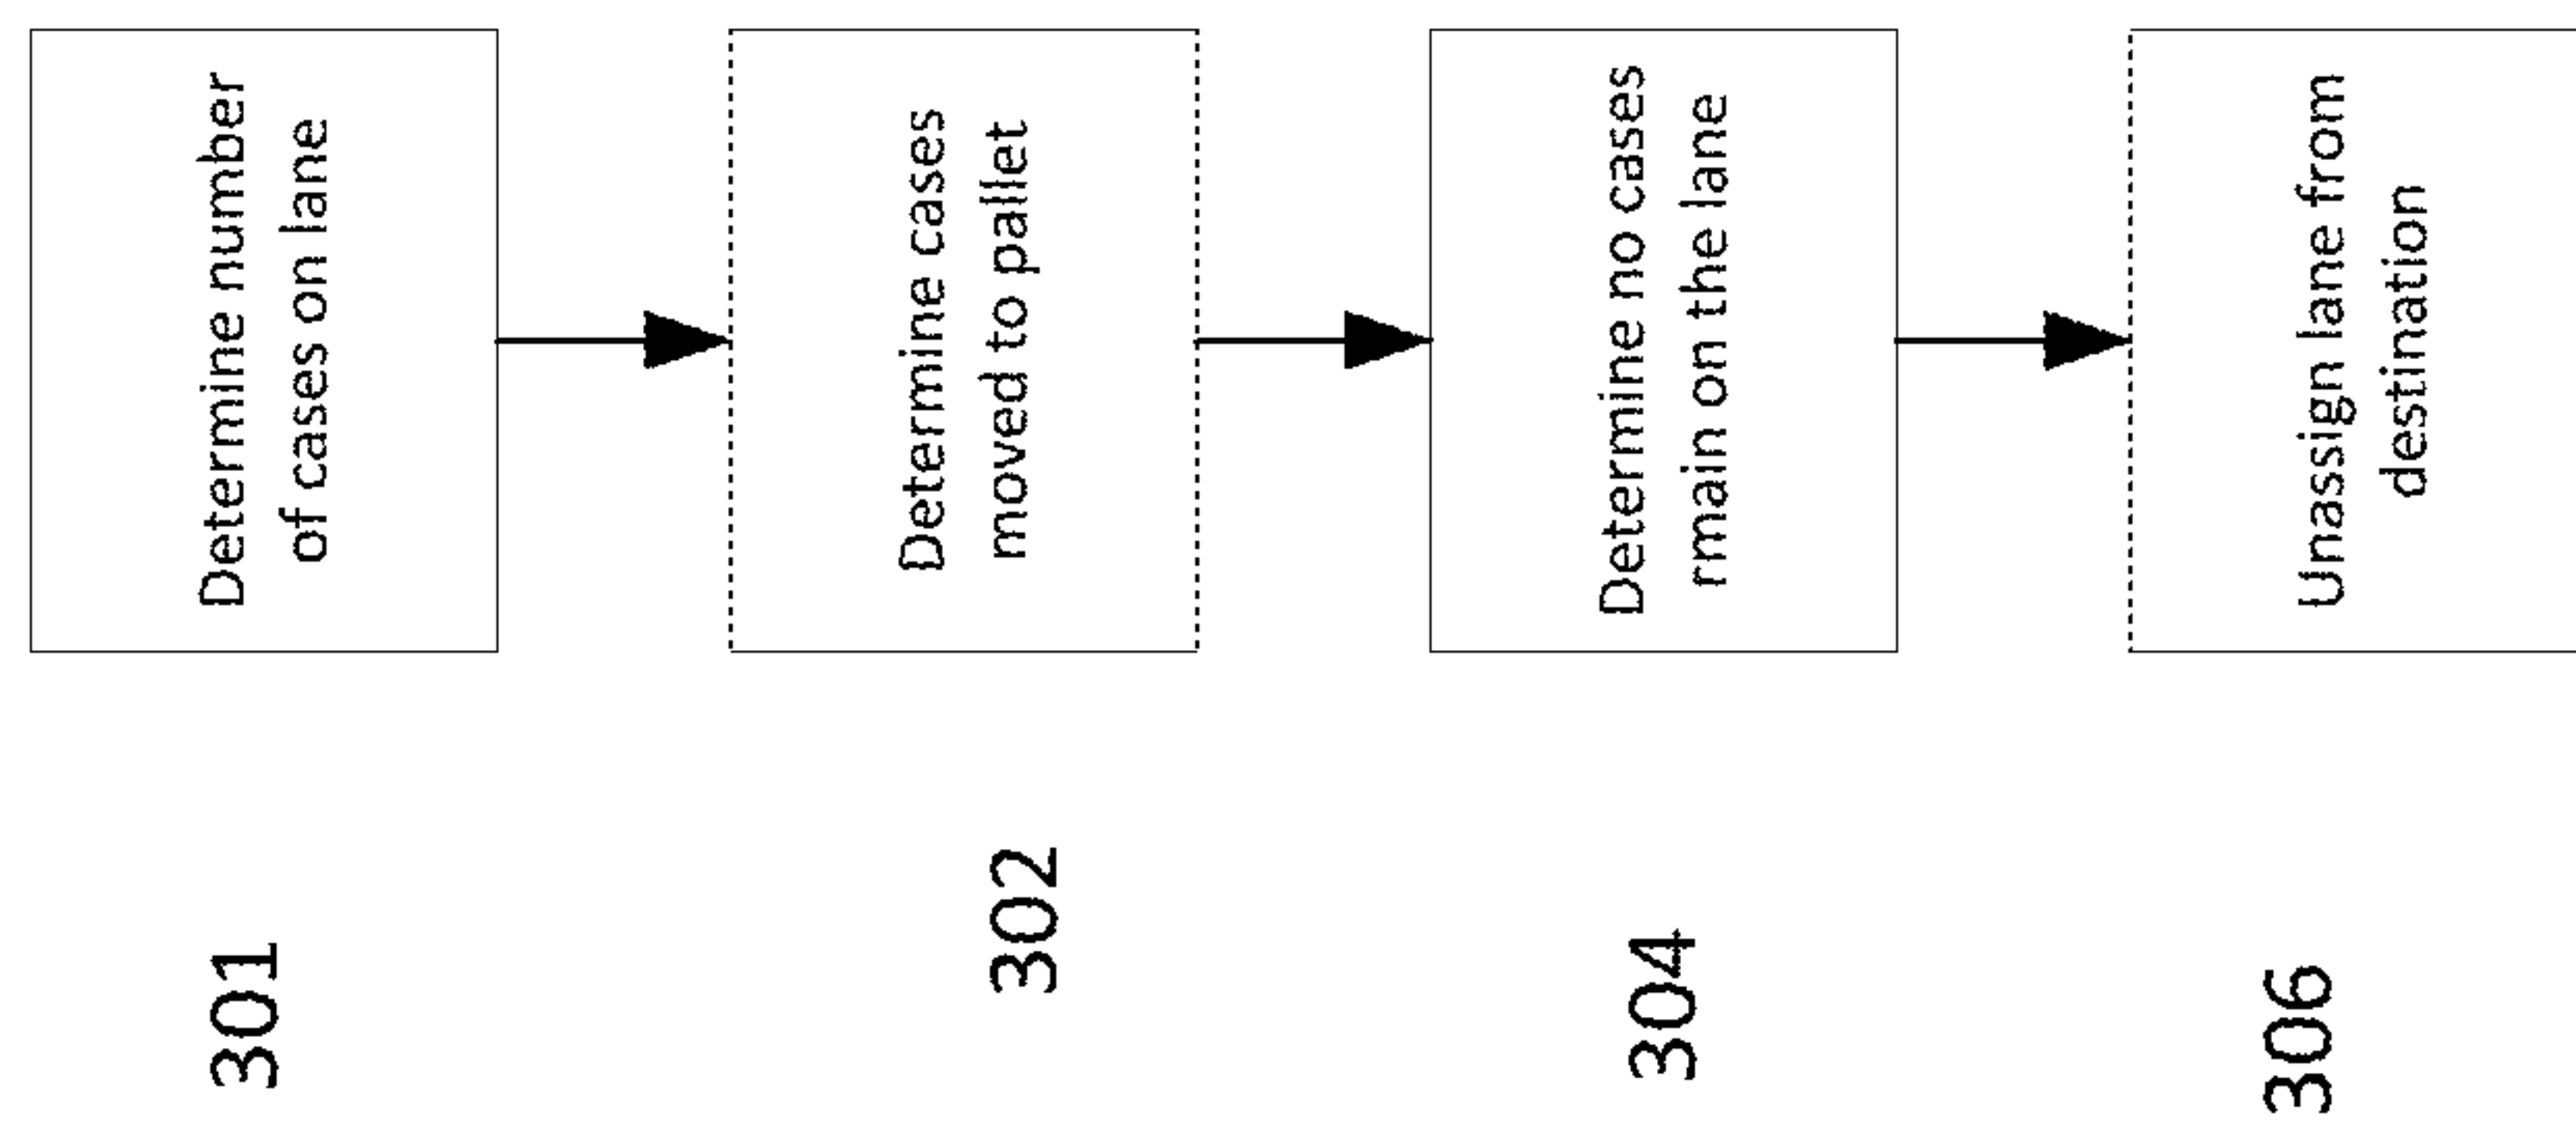 301
Determine number
of cases on lane
302
Determine cases
moved to pallet
304
Determine no cases
rmain on the lane
306
Unassign lane from
destination